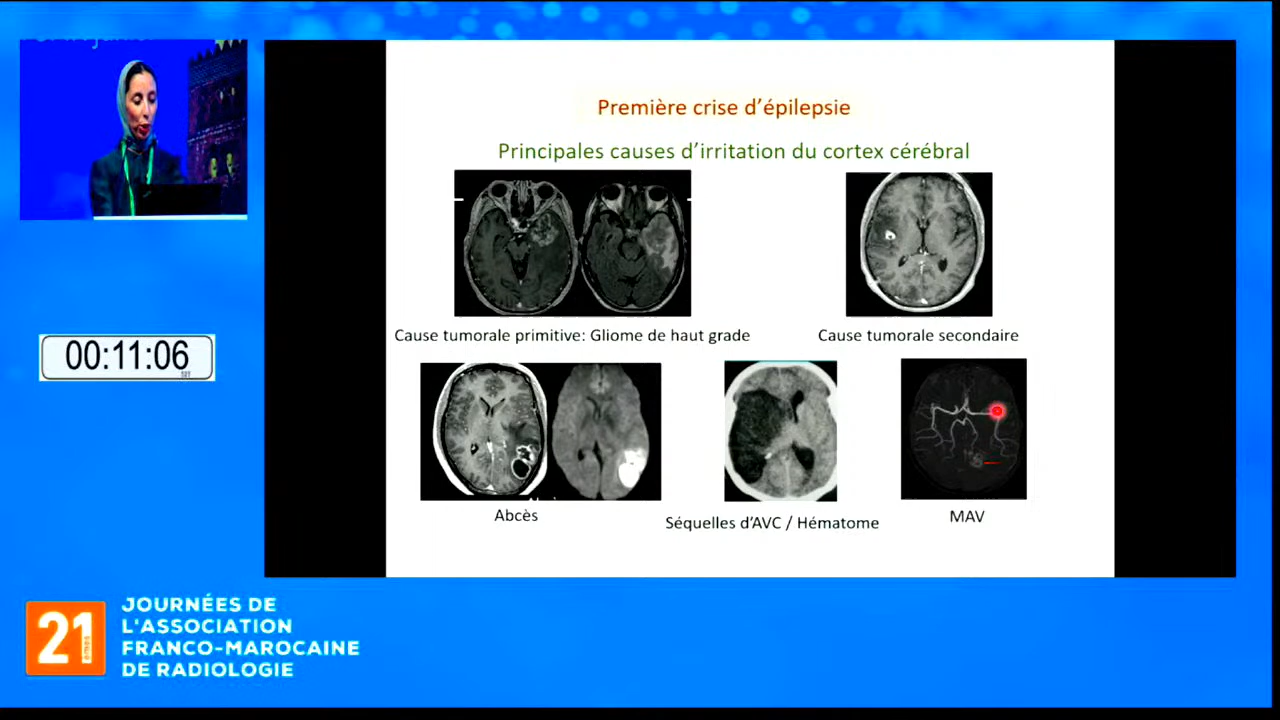 Première crise d'épilepsie
Principales causes d'irritation du cortex cérébral
Cause tumorale primitive: Gliome de haut grade
Cause tumorale secondaire
Abcès
Séquelles d'AVC / Hématome
MAV
00:11:06
21
èmes
JOURNÉES DE
L'ASSOCIATION
FRANCO-MAROCAINE
DE RADIOLOGIE